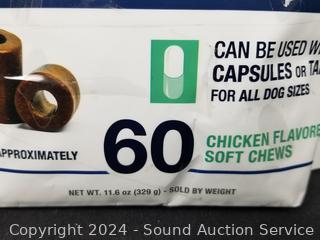 CAN BE USED
CAPSULES OR
FOR ALL DOG SIZES
APPROXIMATELY
60
CHICKEN FLAVORE
SOFT CHEWS
NET WT. 11.6 oz (329 g) - SOLD BY WEIGHT
Copyright © 2024 - Sound Auction Service